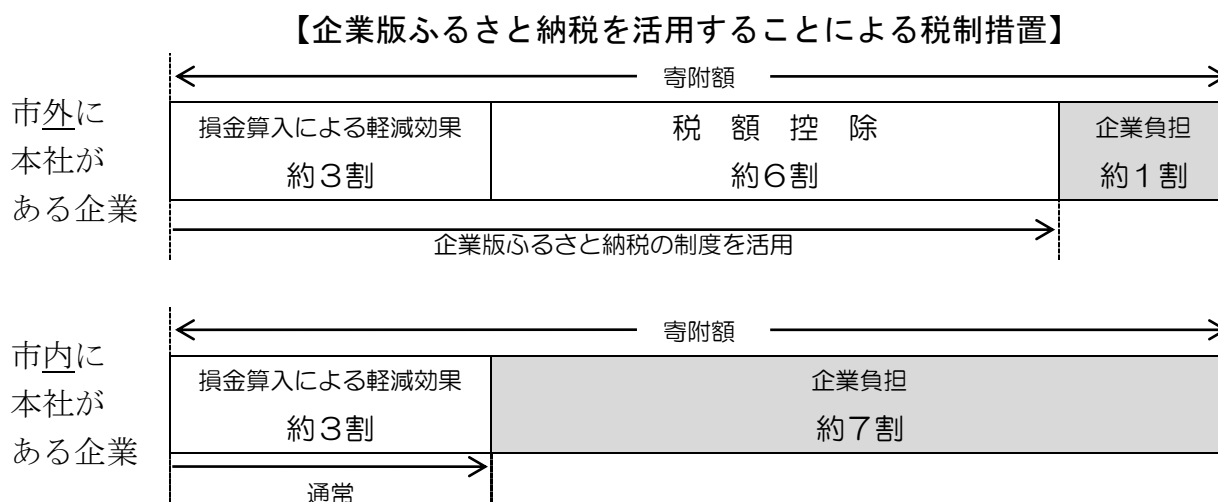 【企業版ふるさと納税を活用することによる税制措置】
寄附額
市外に
本社が
ある企業
損金算入による軽減効果
約３割
税額控除
約６割
企業負担
約１割
企業版ふるさと納税の制度を活用
寄附額
市内に
本社が
ある企業
損金算入による軽減効果
約３割
企業負担
約７割
通常